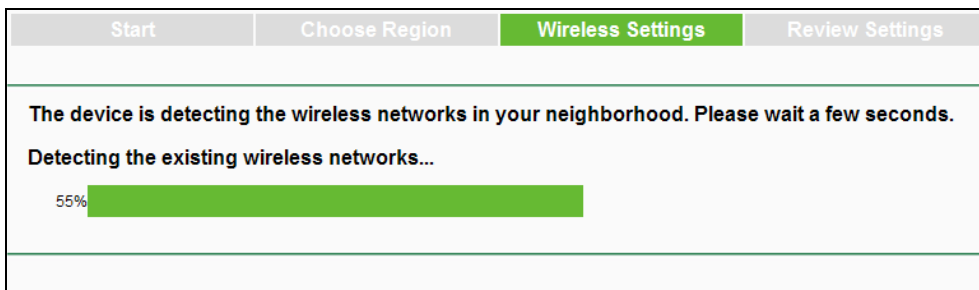 Start Choose Region Wireless Settings Review Settings
The device is detecting the wireless networks in your neighborhood. Please wait a few seconds.
Detecting the existing wireless networks...
55%